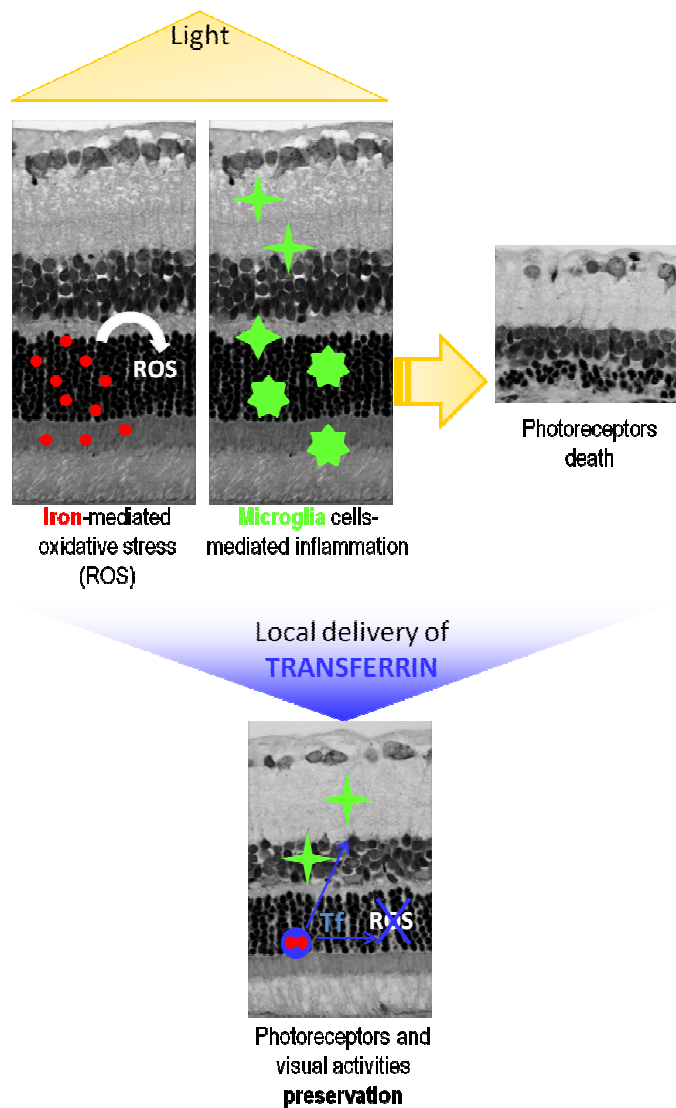 Light
ROS
Iron-mediated
oxidative stress
(ROS)
Microglia cells-
mediated inflammation
Photoreceptors
death
Local delivery of
TRANSFERRIN
Tf
ROS
Photoreceptors and
visual activities
preservation